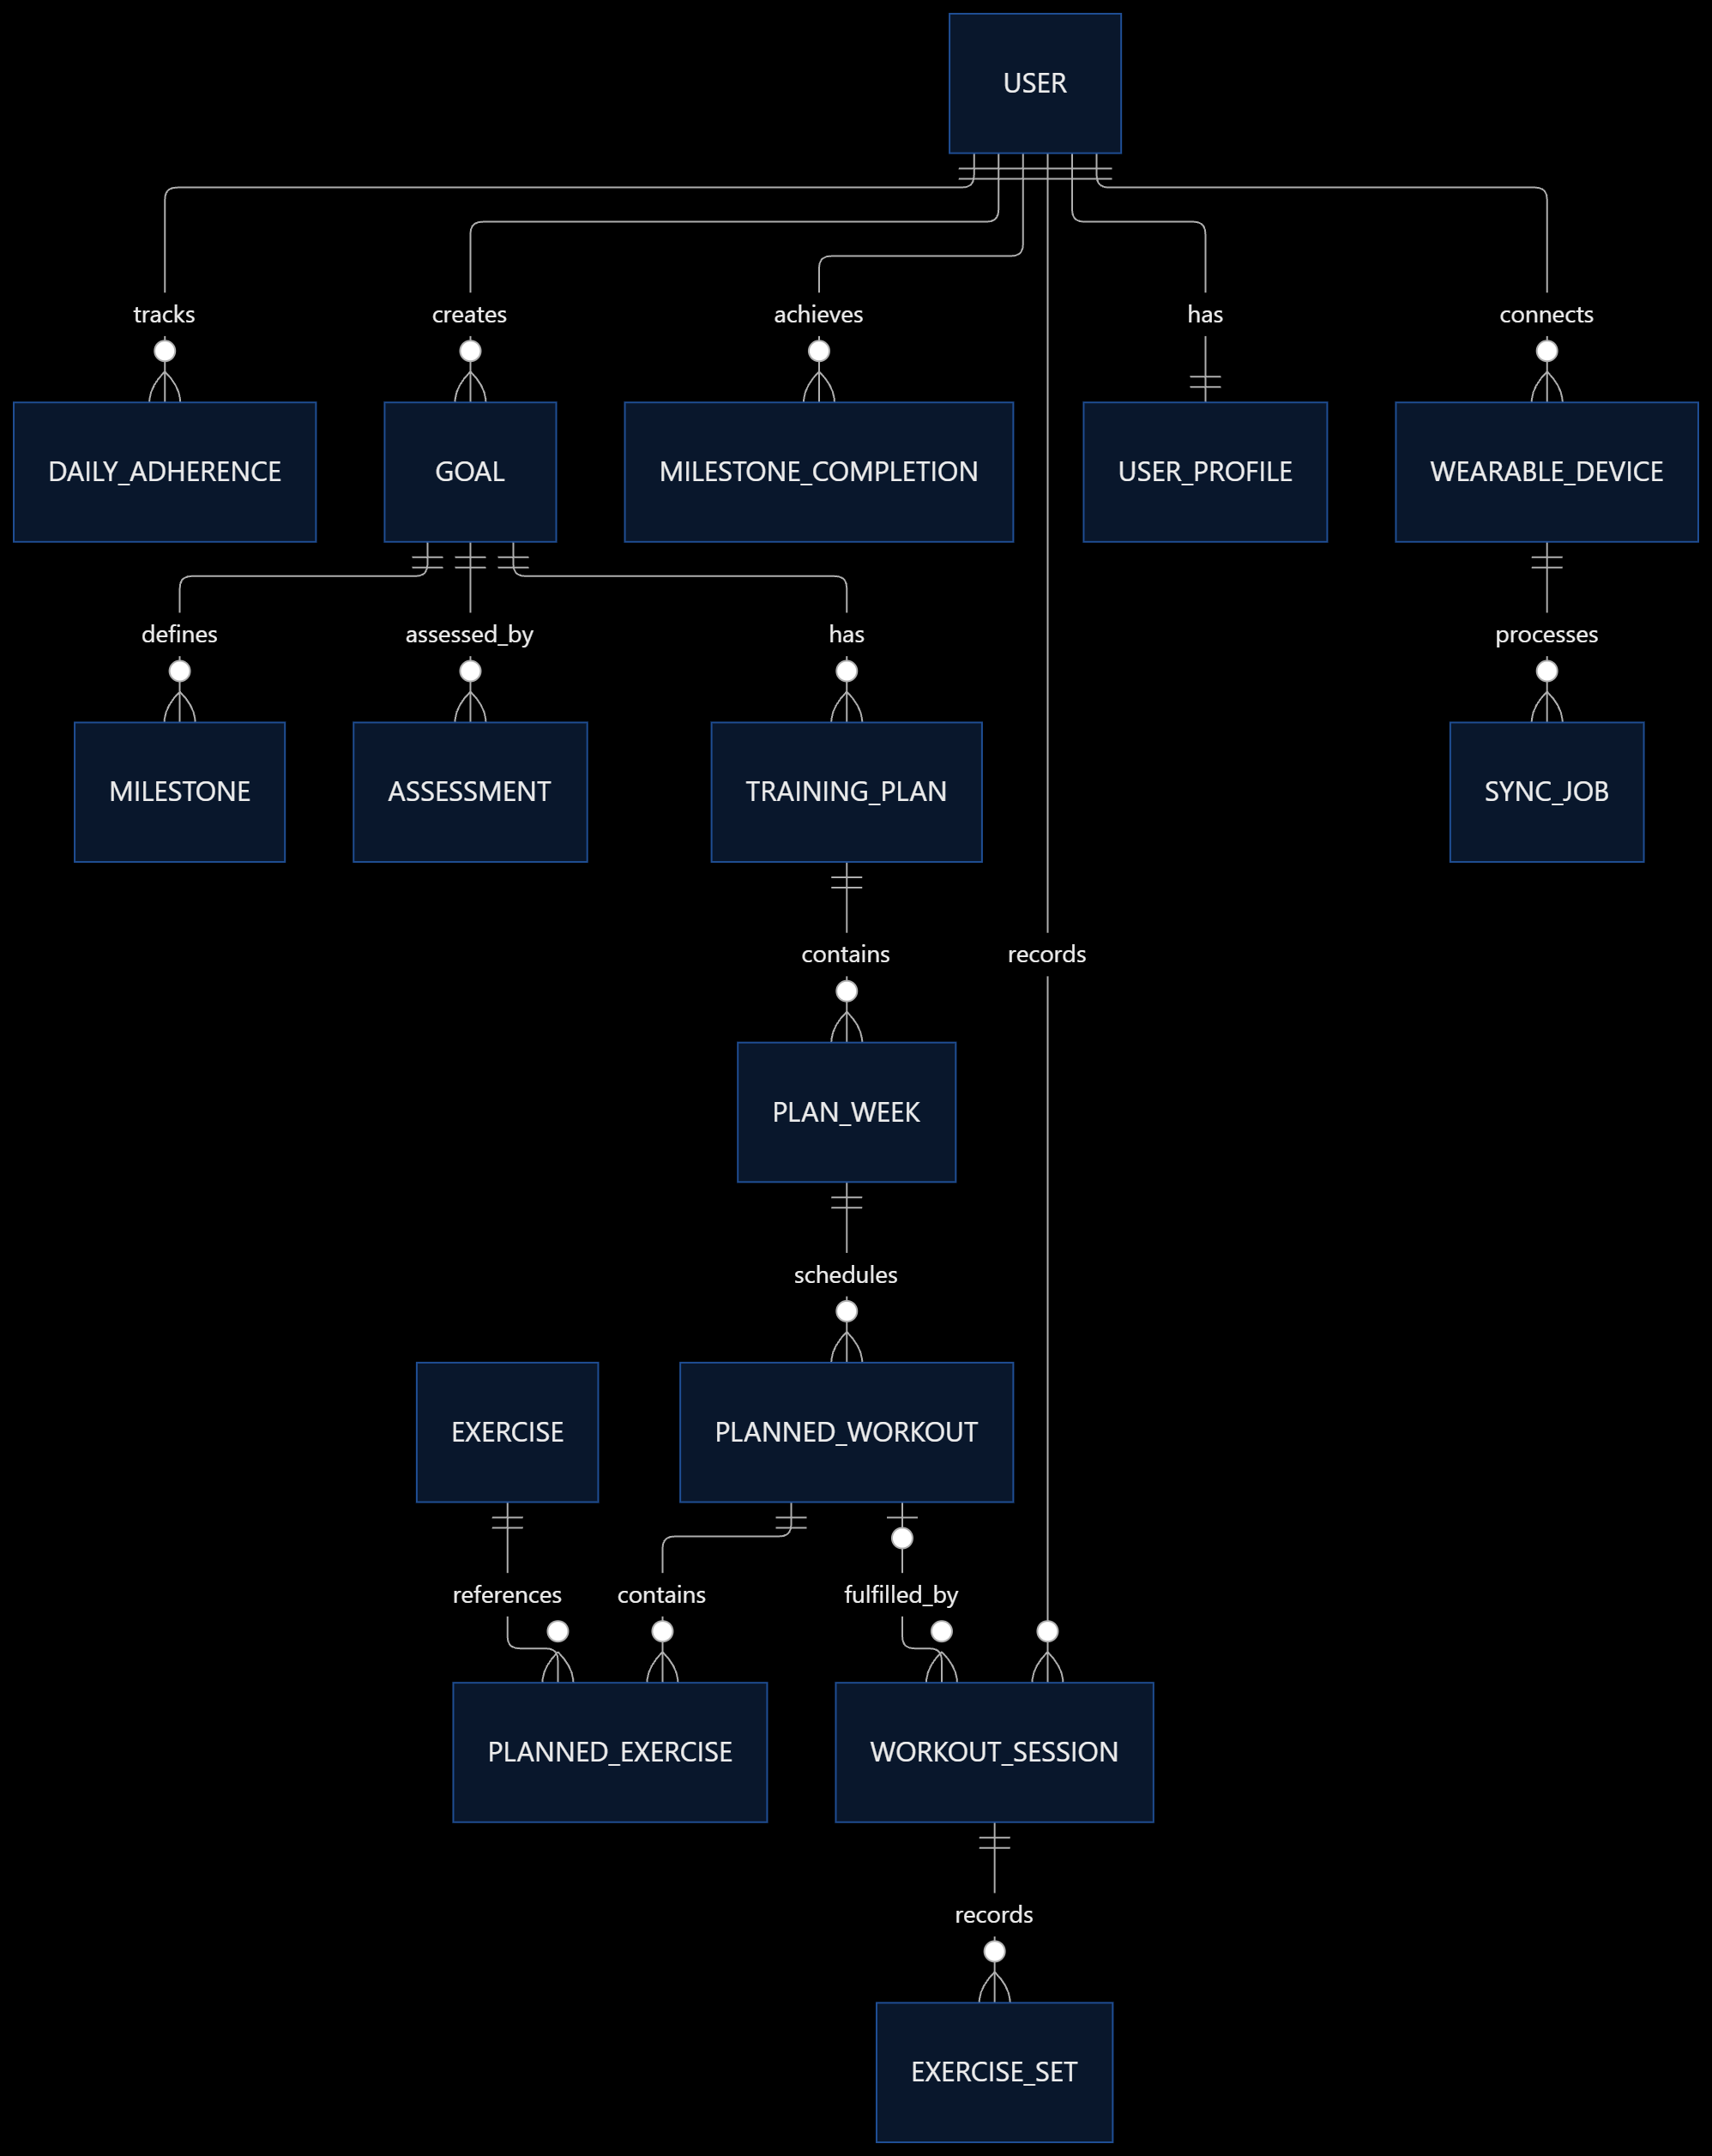 USER
tracks
creates
achieves
has
connects
DAILY_ADHERENCE
GOAL
MILESTONE_COMPLETION
USER_PROFILE
WEARABLE_DEVICE
defines
assessed_by
has
processes
MILESTONE
ASSESSMENT
TRAINING_PLAN
SYNC_JOB
contains
records
PLAN_WEEK
schedules
EXERCISE
PLANNED_WORKOUT
references
contains
fulfilled_by
PLANNED_EXERCISE
WORKOUT_SESSION
records
EXERCISE_SET